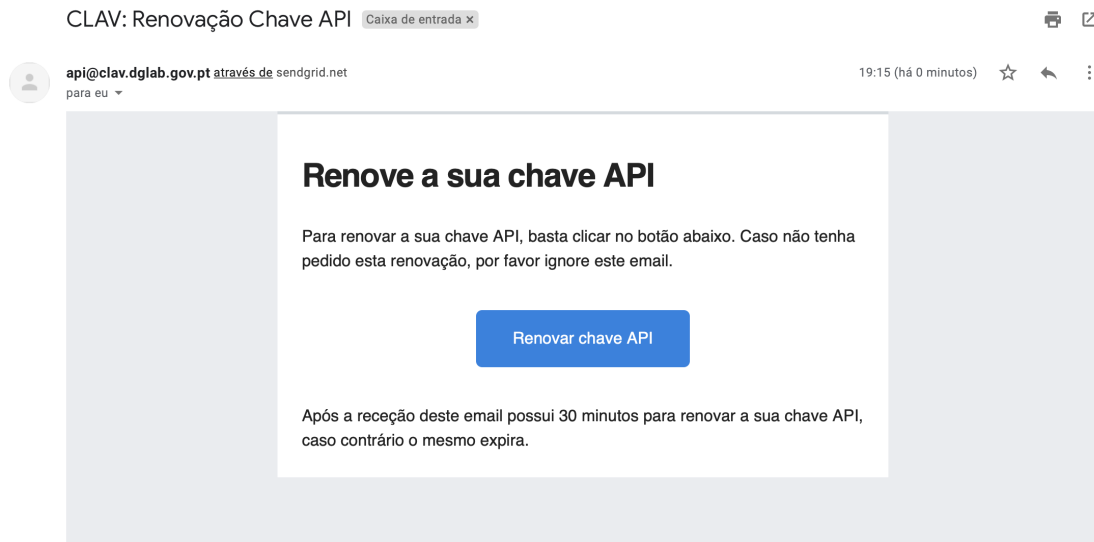 CLAV: Renovação Chave API Caixa de entrada ×
api@clav.dglab.gov.pt através de sendgrid.net 19:15 (há 0 minutos)
para eu
Renove a sua chave API
Para renovar a sua chave API, basta clicar no botão abaixo. Caso não tenha
pedido esta renovação, por favor ignore este email.
Renovar chave API
Após a receção deste email possui 30 minutos para renovar a sua chave API,
caso contrário o mesmo expira.